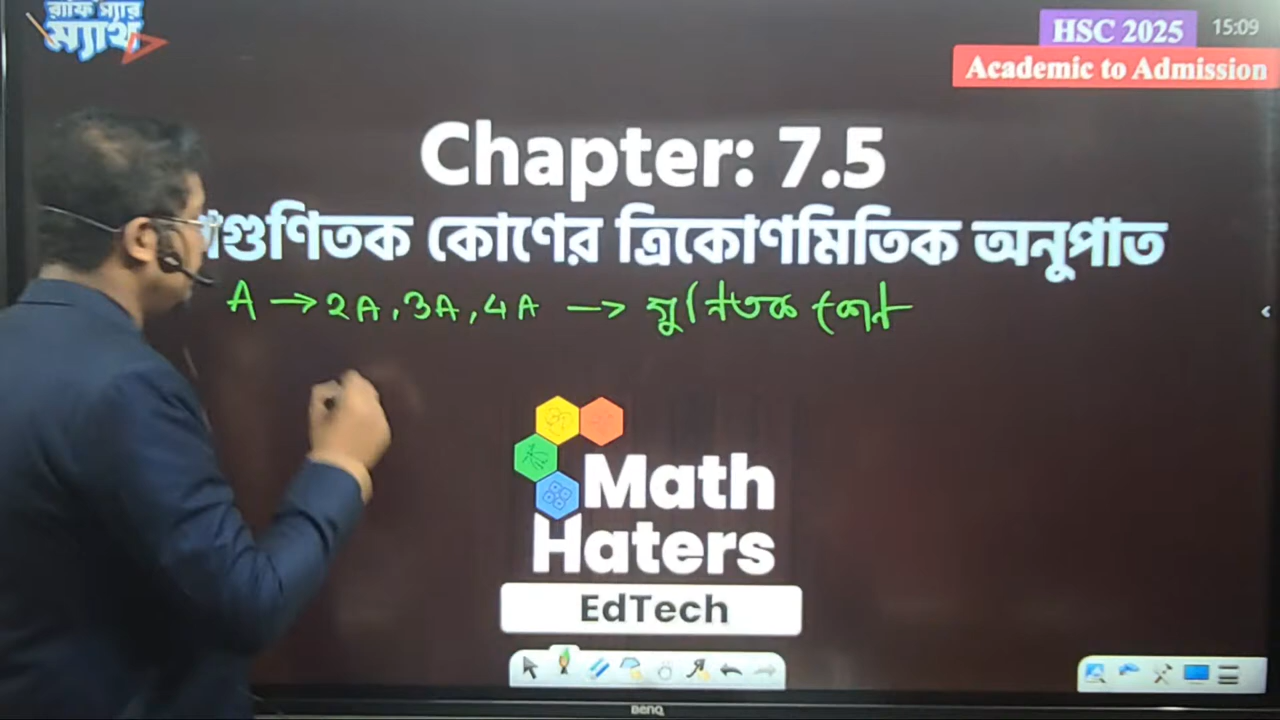 রাফি স্যার
ম্যাথ
HSC 2025
15:09
Academic to Admission
Chapter: 7.5
গুণিতক কোণের ত্রিকোণমিতিক অনুপাত
A → 2A, 3A, 4A → গুণিতক কোণ
Math
Haters
EdTech
BenQ